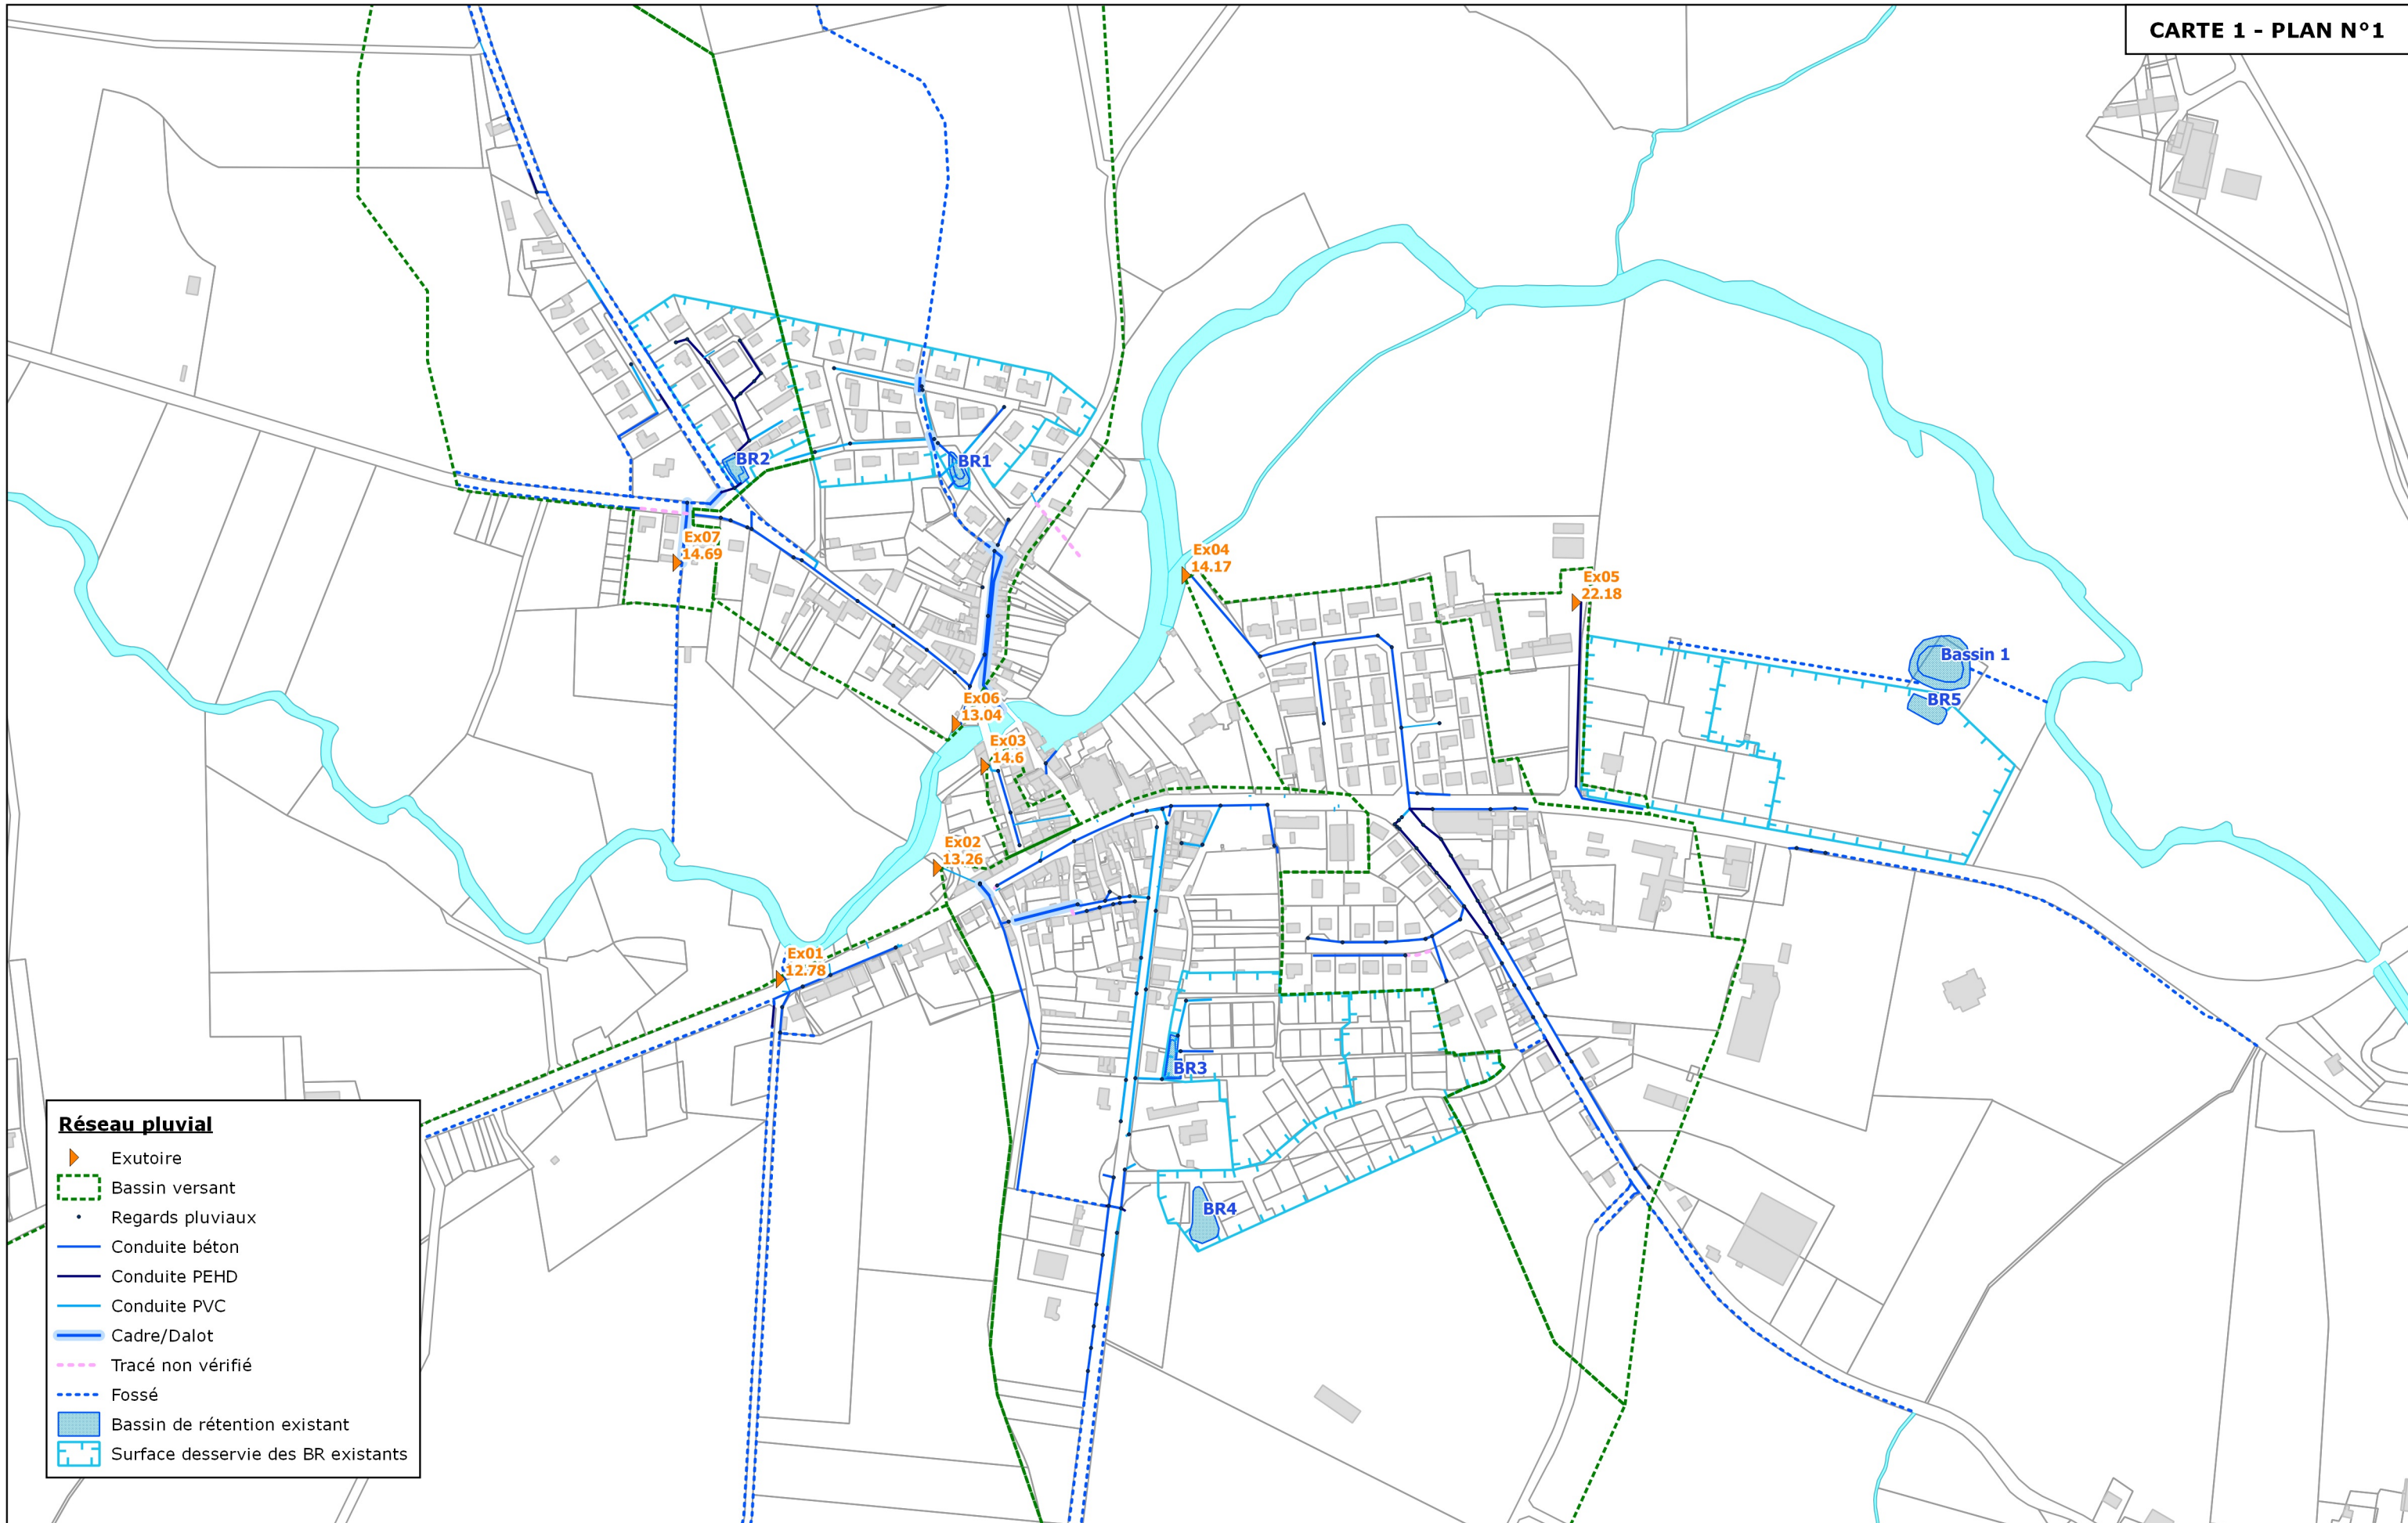 CARTE 1 - PLAN N°1
BR2
BR1
Ex07
14.69
Ex04
14.17
Ex05
22.18
Bassin 1
BR5
Ex06
13.04
Ex03
14.6
Ex02
13.26
Ex01
12.78
BR3
BR4
Réseau pluvial
Exutoire
Bassin versant
Regards pluviaux
Conduite béton
Conduite PEHD
Conduite PVC
Cadre/Dalot
Tracé non vérifié
Fossé
Bassin de rétention existant
Surface desservie des BR existants